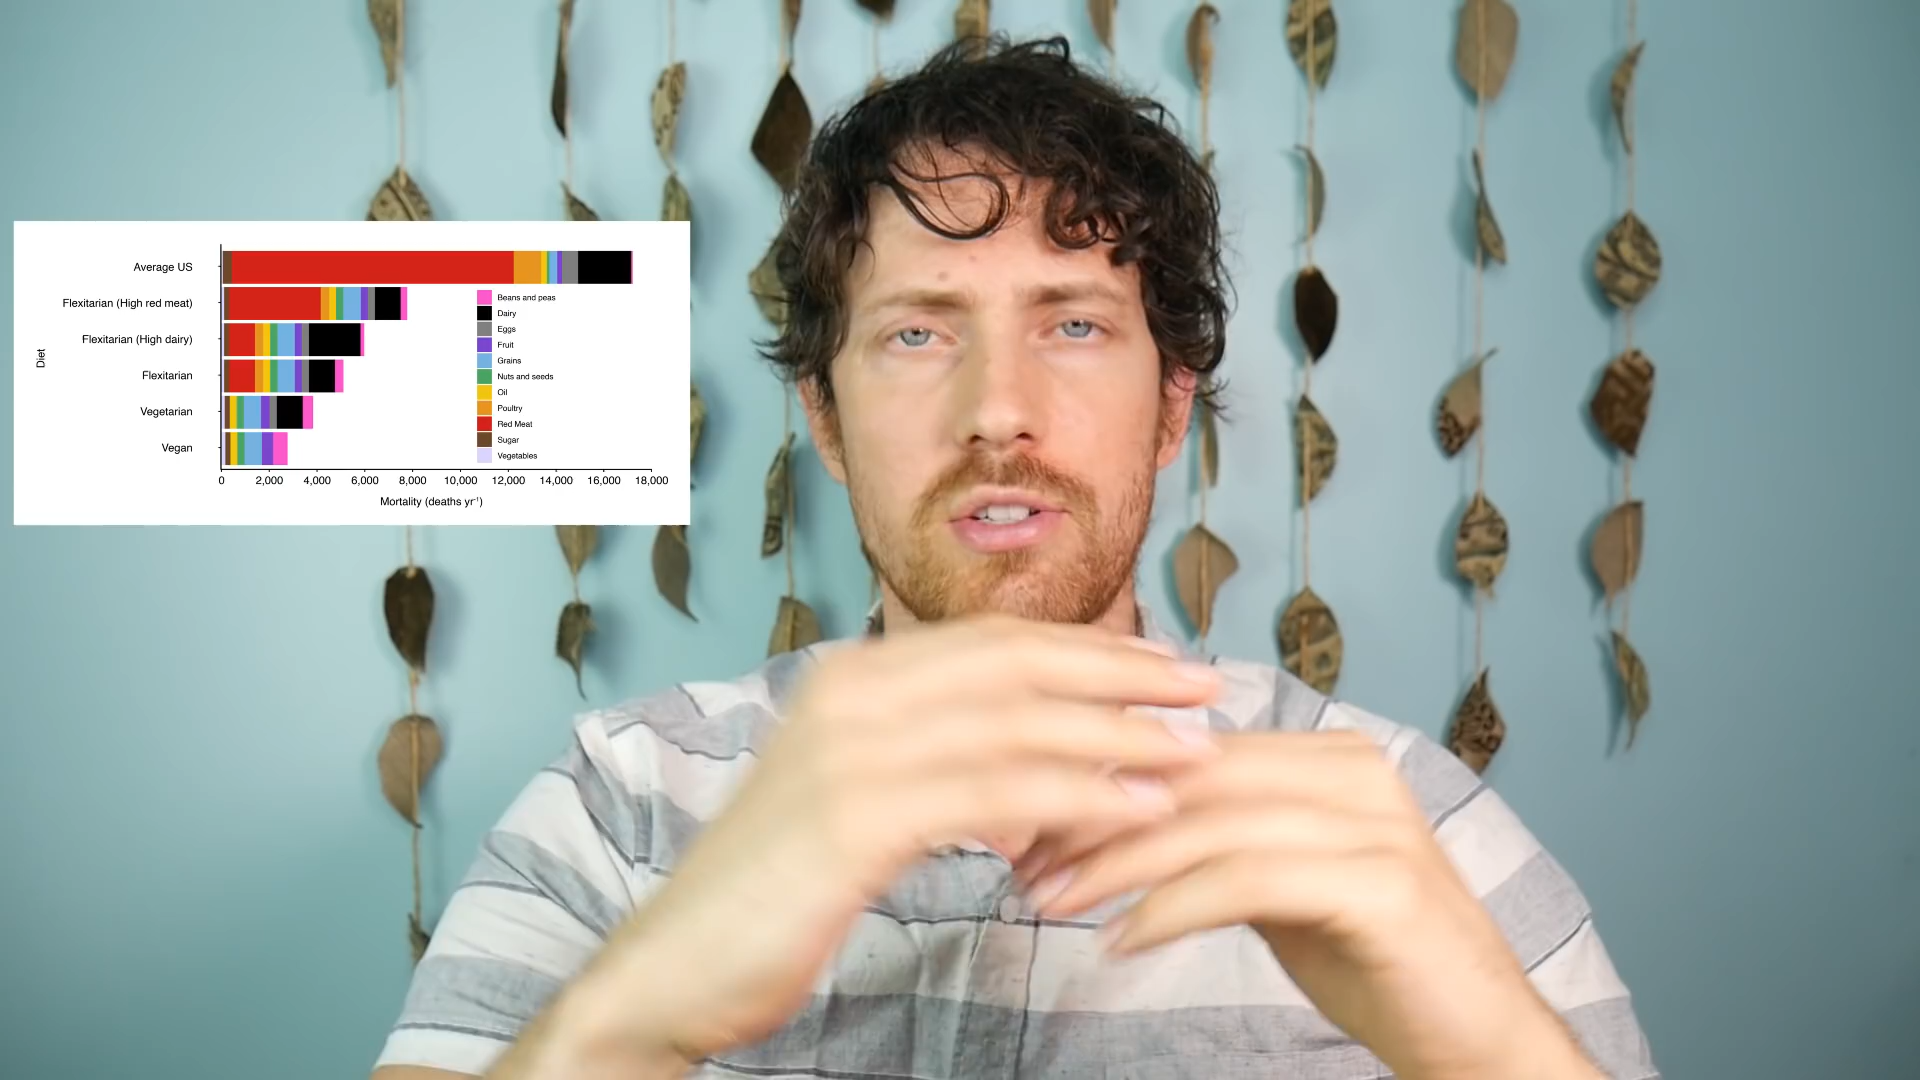 Average US
Flexitarian (High red meat)
Flexitarian (High dairy)
Flexitarian
Vegetarian
Vegan
Diet
Beans and peas
Dairy
Eggs
Fruit
Grains
Nuts and seeds
Oil
Poultry
Red Meat
Sugar
Vegetables
0 2,000 4,000 6,000 8,000 10,000 12,000 14,000 16,000 18,000
Mortality (deaths yr⁻¹)